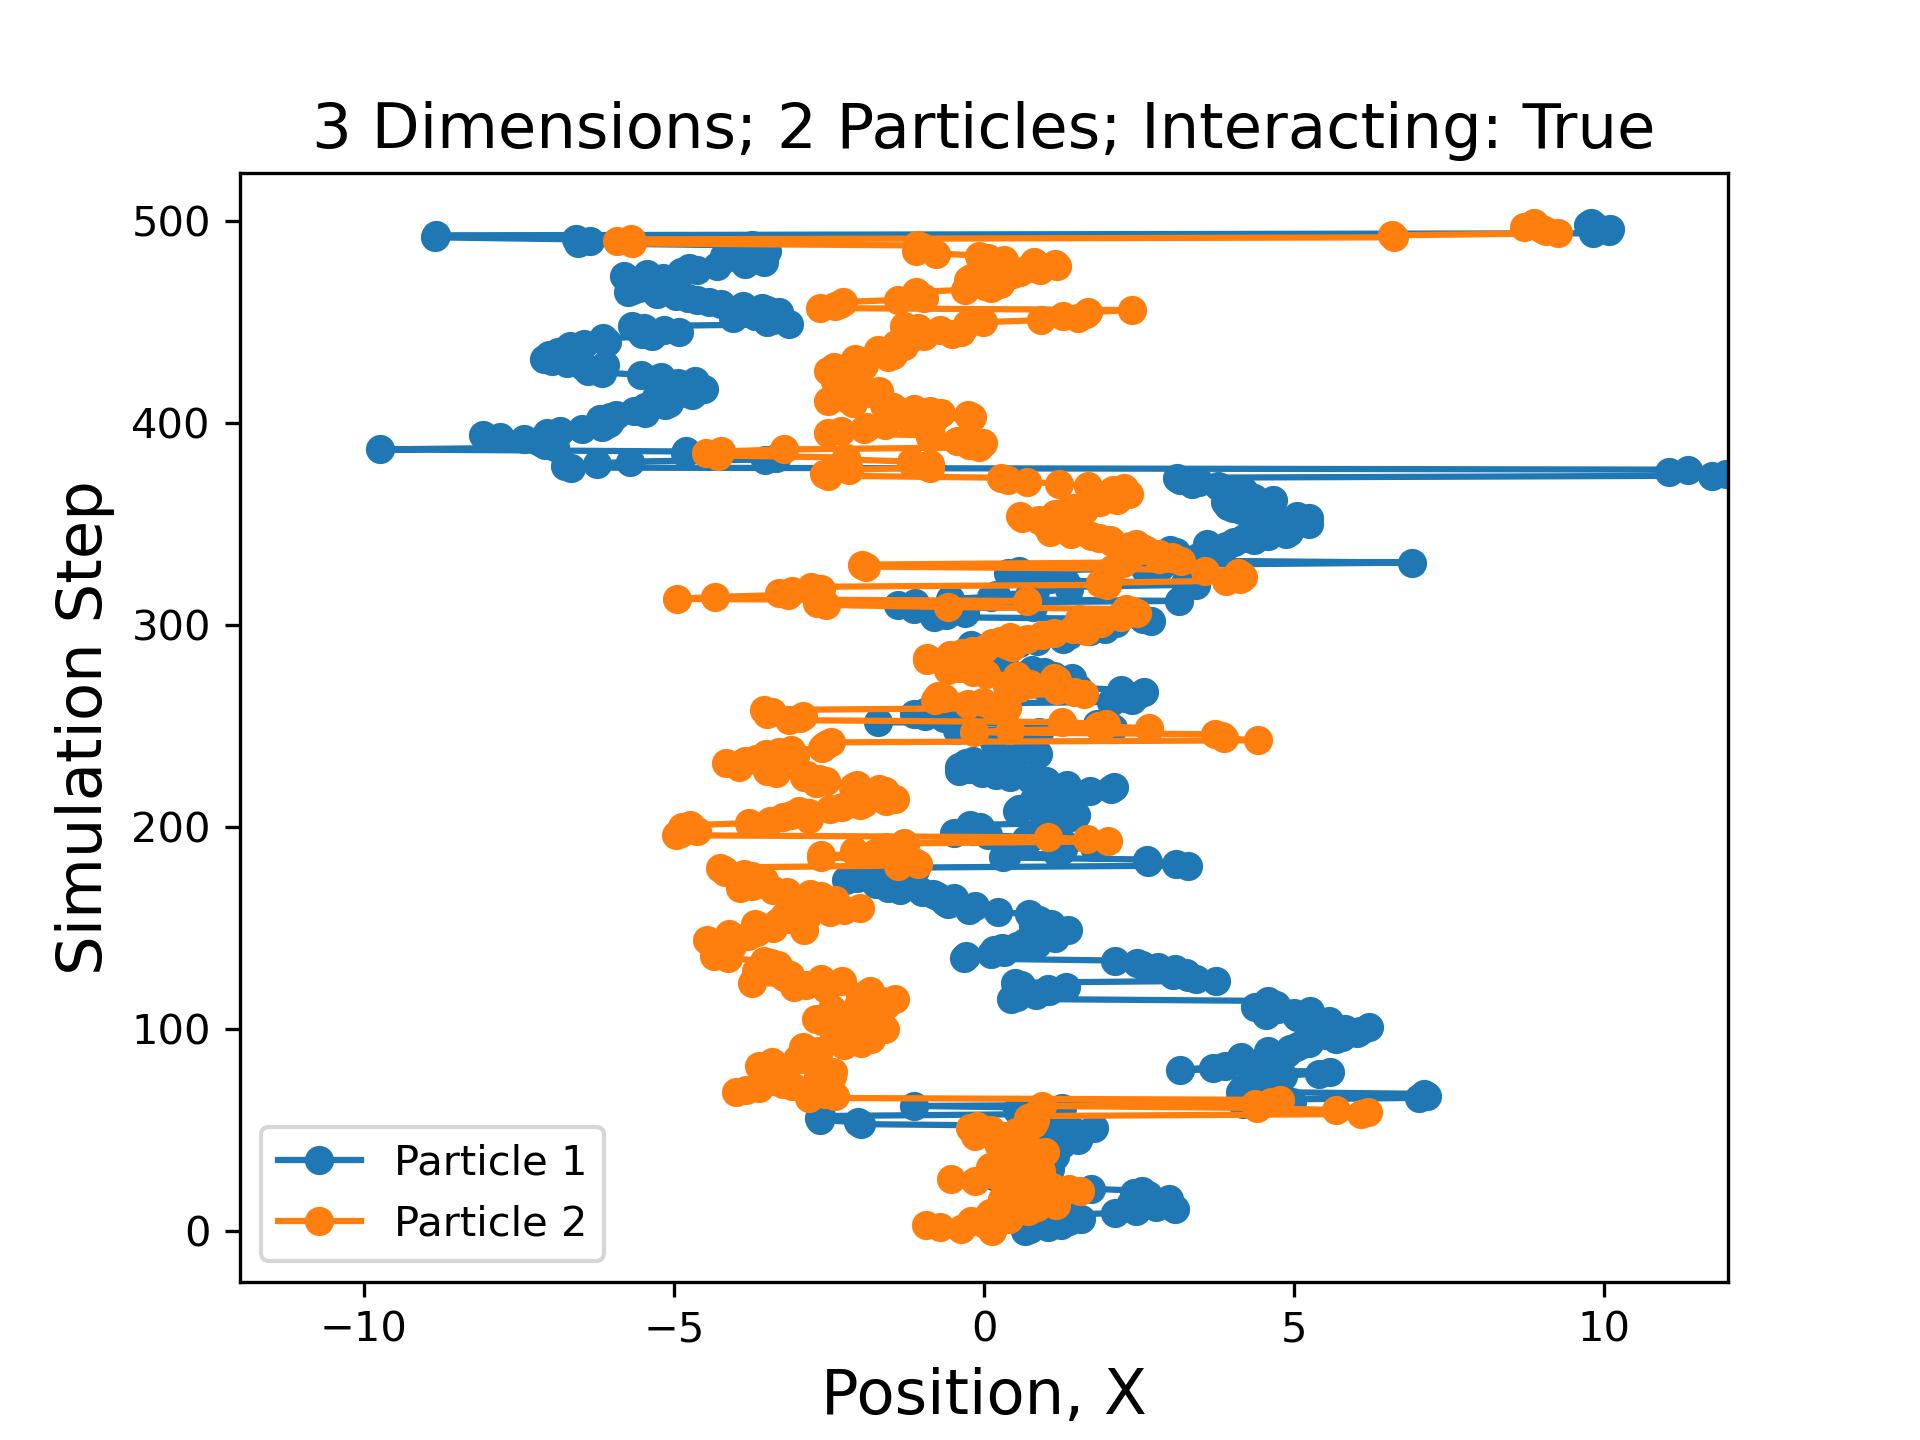 3 Dimensions; 2 Particles; Interacting: True
Simulation Step
500
400
300
200
100
0
Particle 1
Particle 2
−10
−5
0
5
10
Position, X